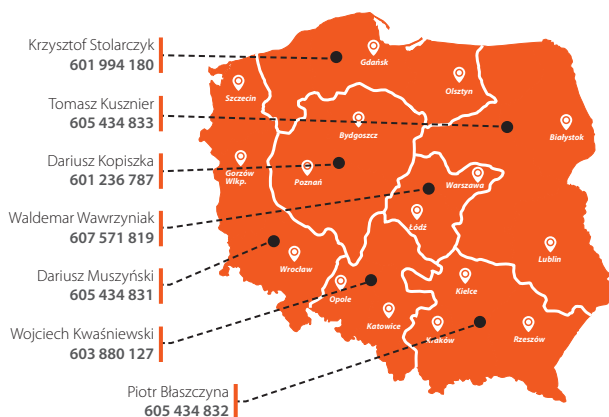 Krzysztof Stolarczyk
601 994 180
Tomasz Kusznier
605 434 833
Dariusz Kopiszka
601 236 787
Waldemar Wawrzyniak
607 571 819
Dariusz Muszyński
605 434 831
Wojciech Kwaśniewski
603 880 127
Piotr Błaszczyna
605 434 832
Gdańsk
Olsztyn
Szczecin
Bydgoszcz
Białystok
Gorzów
Wlkp.
Poznań
Warszawa
Łódź
Lublin
Wrocław
Opole
Kielce
Katowice
Kraków
Rzeszów